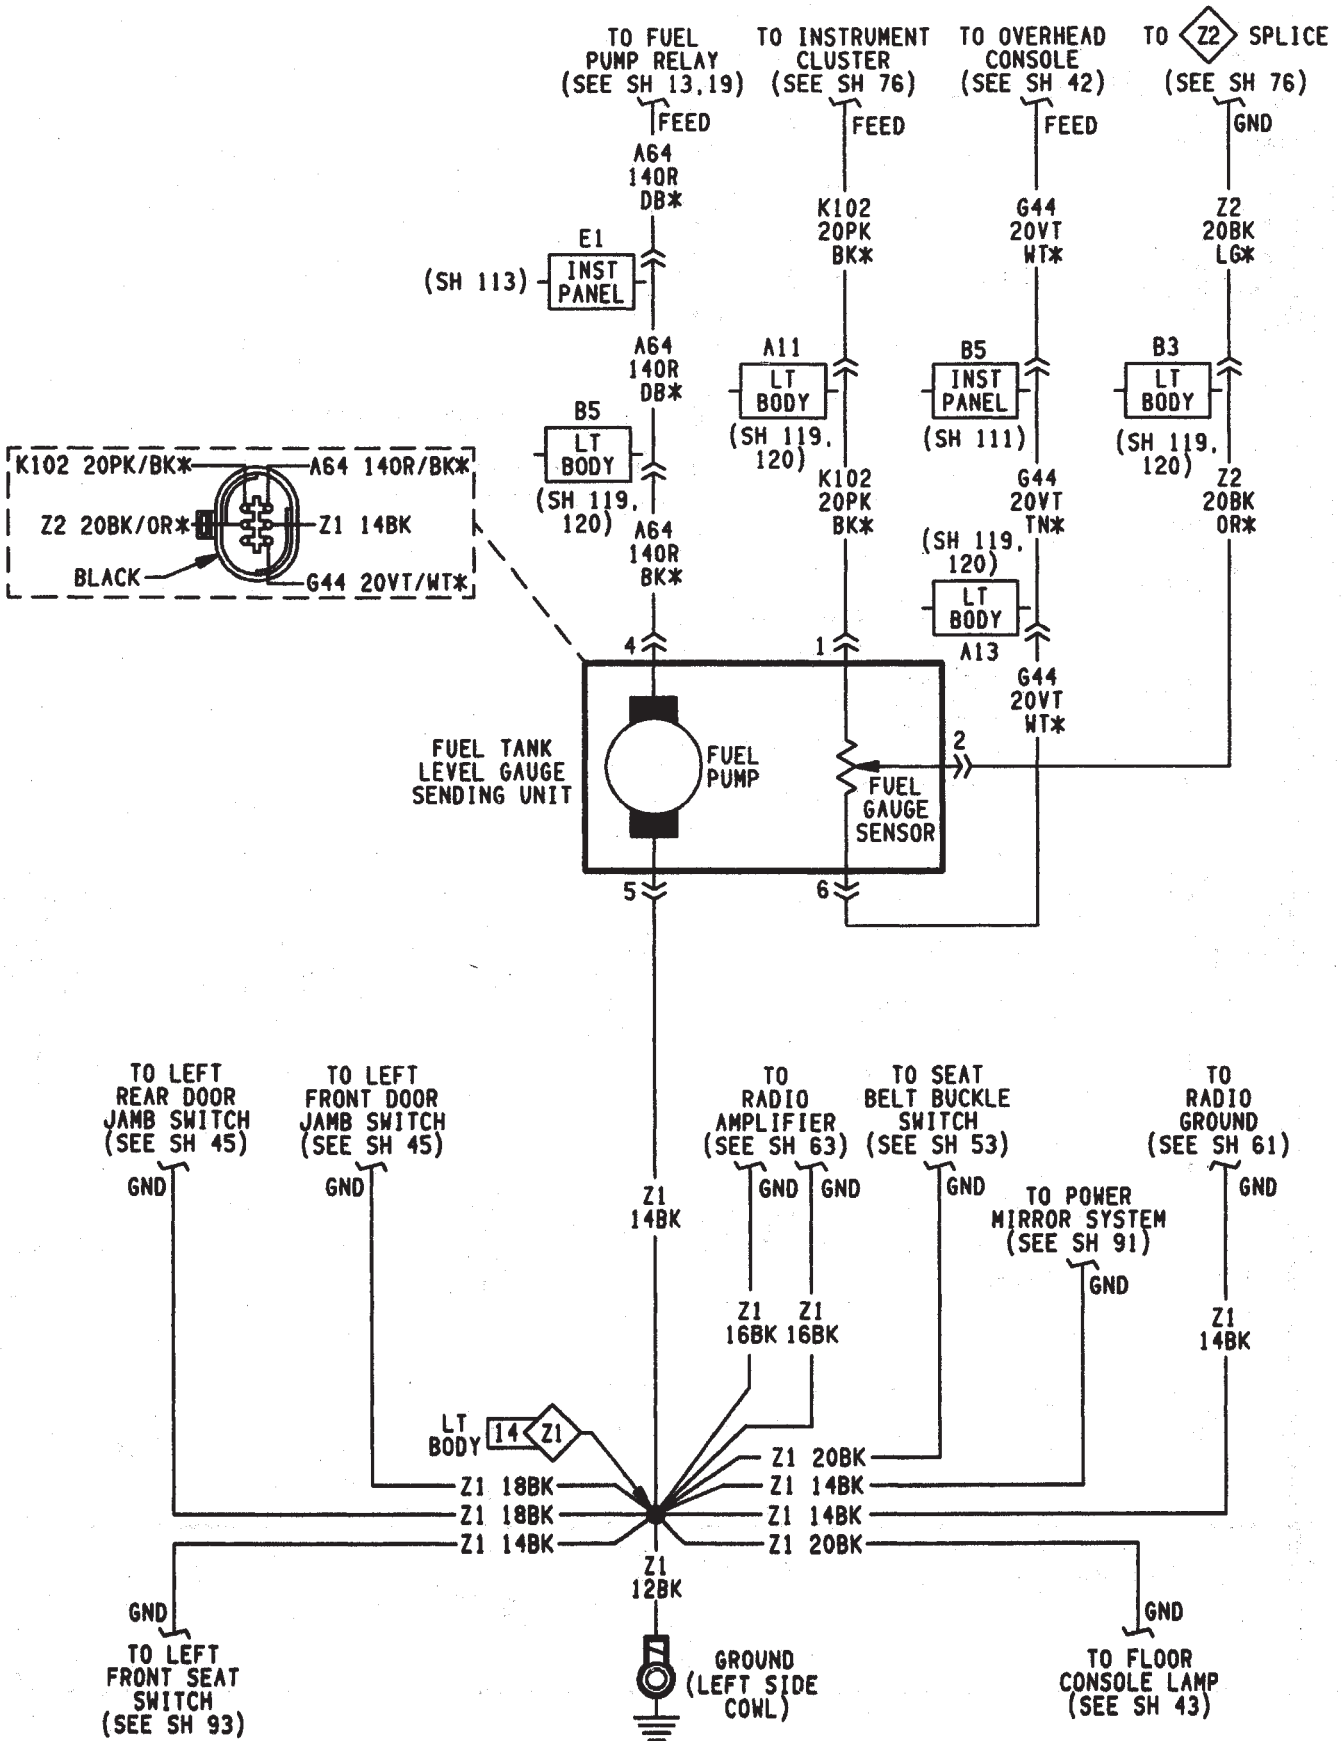 TO FUEL
PUMP RELAY
(SEE SH 13,19)
FEED
TO INSTRUMENT
CLUSTER
(SEE SH 76)
FEED
TO OVERHEAD
CONSOLE
(SEE SH 42)
FEED
TO Z2 SPLICE
(SEE SH 76)
GND
A64
14OR
DB*
K102
20PK
BK*
G44
20VT
WT*
Z2
20BK
LG*
E1
(SH 113)
INST
PANEL
A64
14OR
DB*
A11
LT
BODY
(SH 119,
120)
B5
INST
PANEL
(SH 111)
B3
LT
BODY
(SH 119,
120)
B5
LT
BODY
(SH 119,
120)
K102 20PK/BK*
A64 14OR/BK*
Z2 20BK/OR*
Z1 14BK
BLACK
G44 20VT/WT*
A64
14OR
BK*
K102
20PK
BK*
G44
20VT
TN*
Z2
20BK
OR*
(SH 119,
120)
LT
BODY
A13
G44
20VT
WT*
4
1
2
FUEL TANK
LEVEL GAUGE
SENDING UNIT
FUEL
PUMP
FUEL
GAUGE
SENSOR
5
6
TO LEFT
REAR DOOR
JAMB SWITCH
(SEE SH 45)
GND
TO LEFT
FRONT DOOR
JAMB SWITCH
(SEE SH 45)
GND
TO
RADIO
AMPLIFIER
(SEE SH 63)
GND
GND
TO SEAT
BELT BUCKLE
SWITCH
(SEE SH 53)
GND
TO
RADIO
GROUND
(SEE SH 61)
GND
TO POWER
MIRROR SYSTEM
(SEE SH 91)
GND
Z1
14BK
Z1
16BK
Z1
16BK
Z1
14BK
LT
BODY
14
Z1
Z1 20BK
Z1 18BK
Z1 14BK
Z1 18BK
Z1 14BK
Z1 14BK
Z1 20BK
Z1
12BK
GND
TO LEFT
FRONT SEAT
SWITCH
(SEE SH 93)
GROUND
(LEFT SIDE
COWL)
GND
TO FLOOR
CONSOLE LAMP
(SEE SH 43)